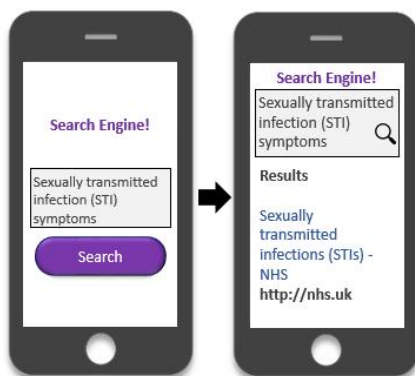 Search Engine!
Sexually transmitted
infection (STI)
symptoms
Search
Search Engine!
Sexually transmitted
infection (STI)
symptoms
Results
Sexually
transmitted
infections (STIs) -
NHS
http://nhs.uk